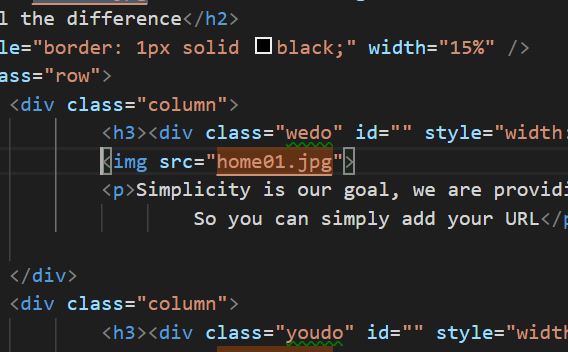 l the difference</h2>
le="border: 1px solid black;" width="15%" />
ass="row">
<div class="column">
<h3><div class="wedo" id="" style="width:
<img src="home01.jpg">
<p>Simplicity is our goal, we are providi
So you can simply add your URL</p
</div>
<div class="column">
<h3><div class="youdo" id="" style="width